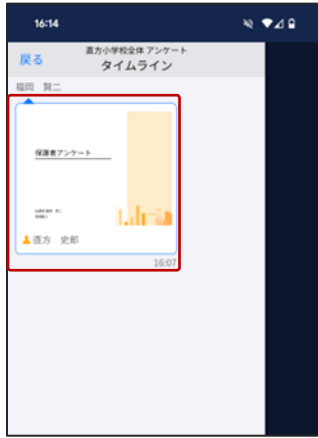 16:14
直方小学校全体 アンケート
戻る
タイムライン
福岡 賢二
保護者アンケート
直方 史郎
16:07